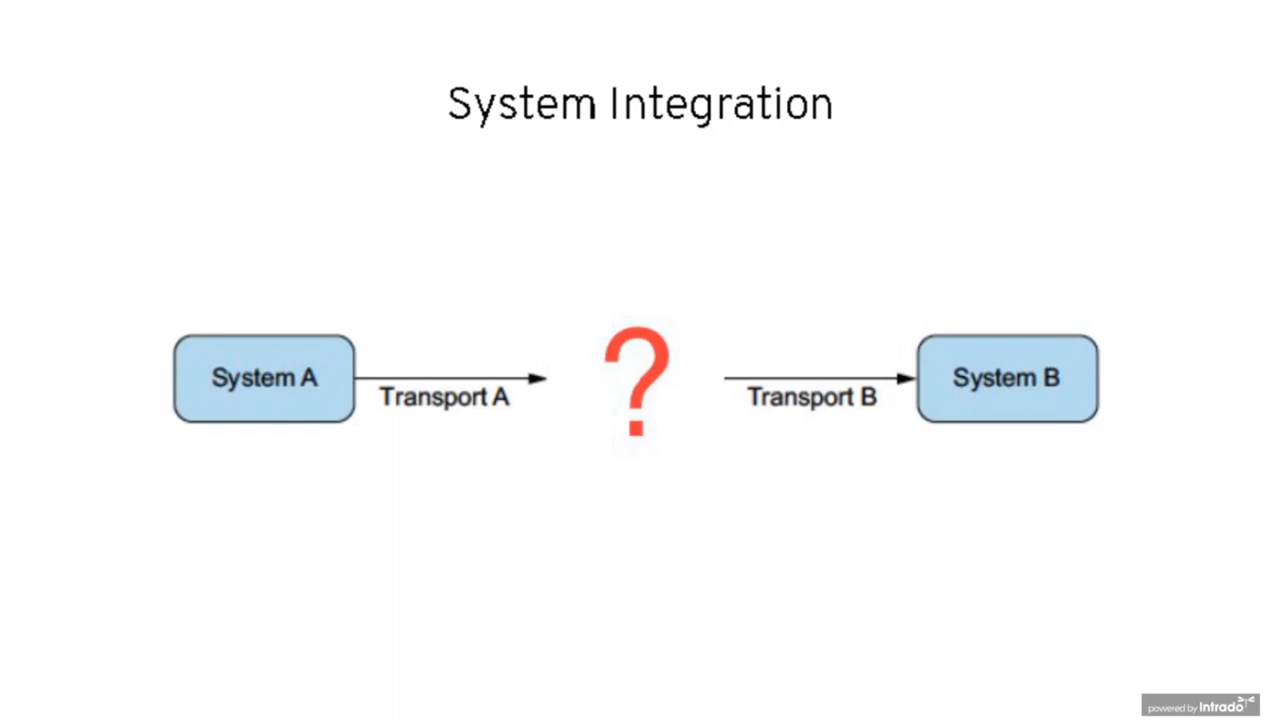 System Integration
System A
Transport A
?
Transport B
System B
powered by Intrado